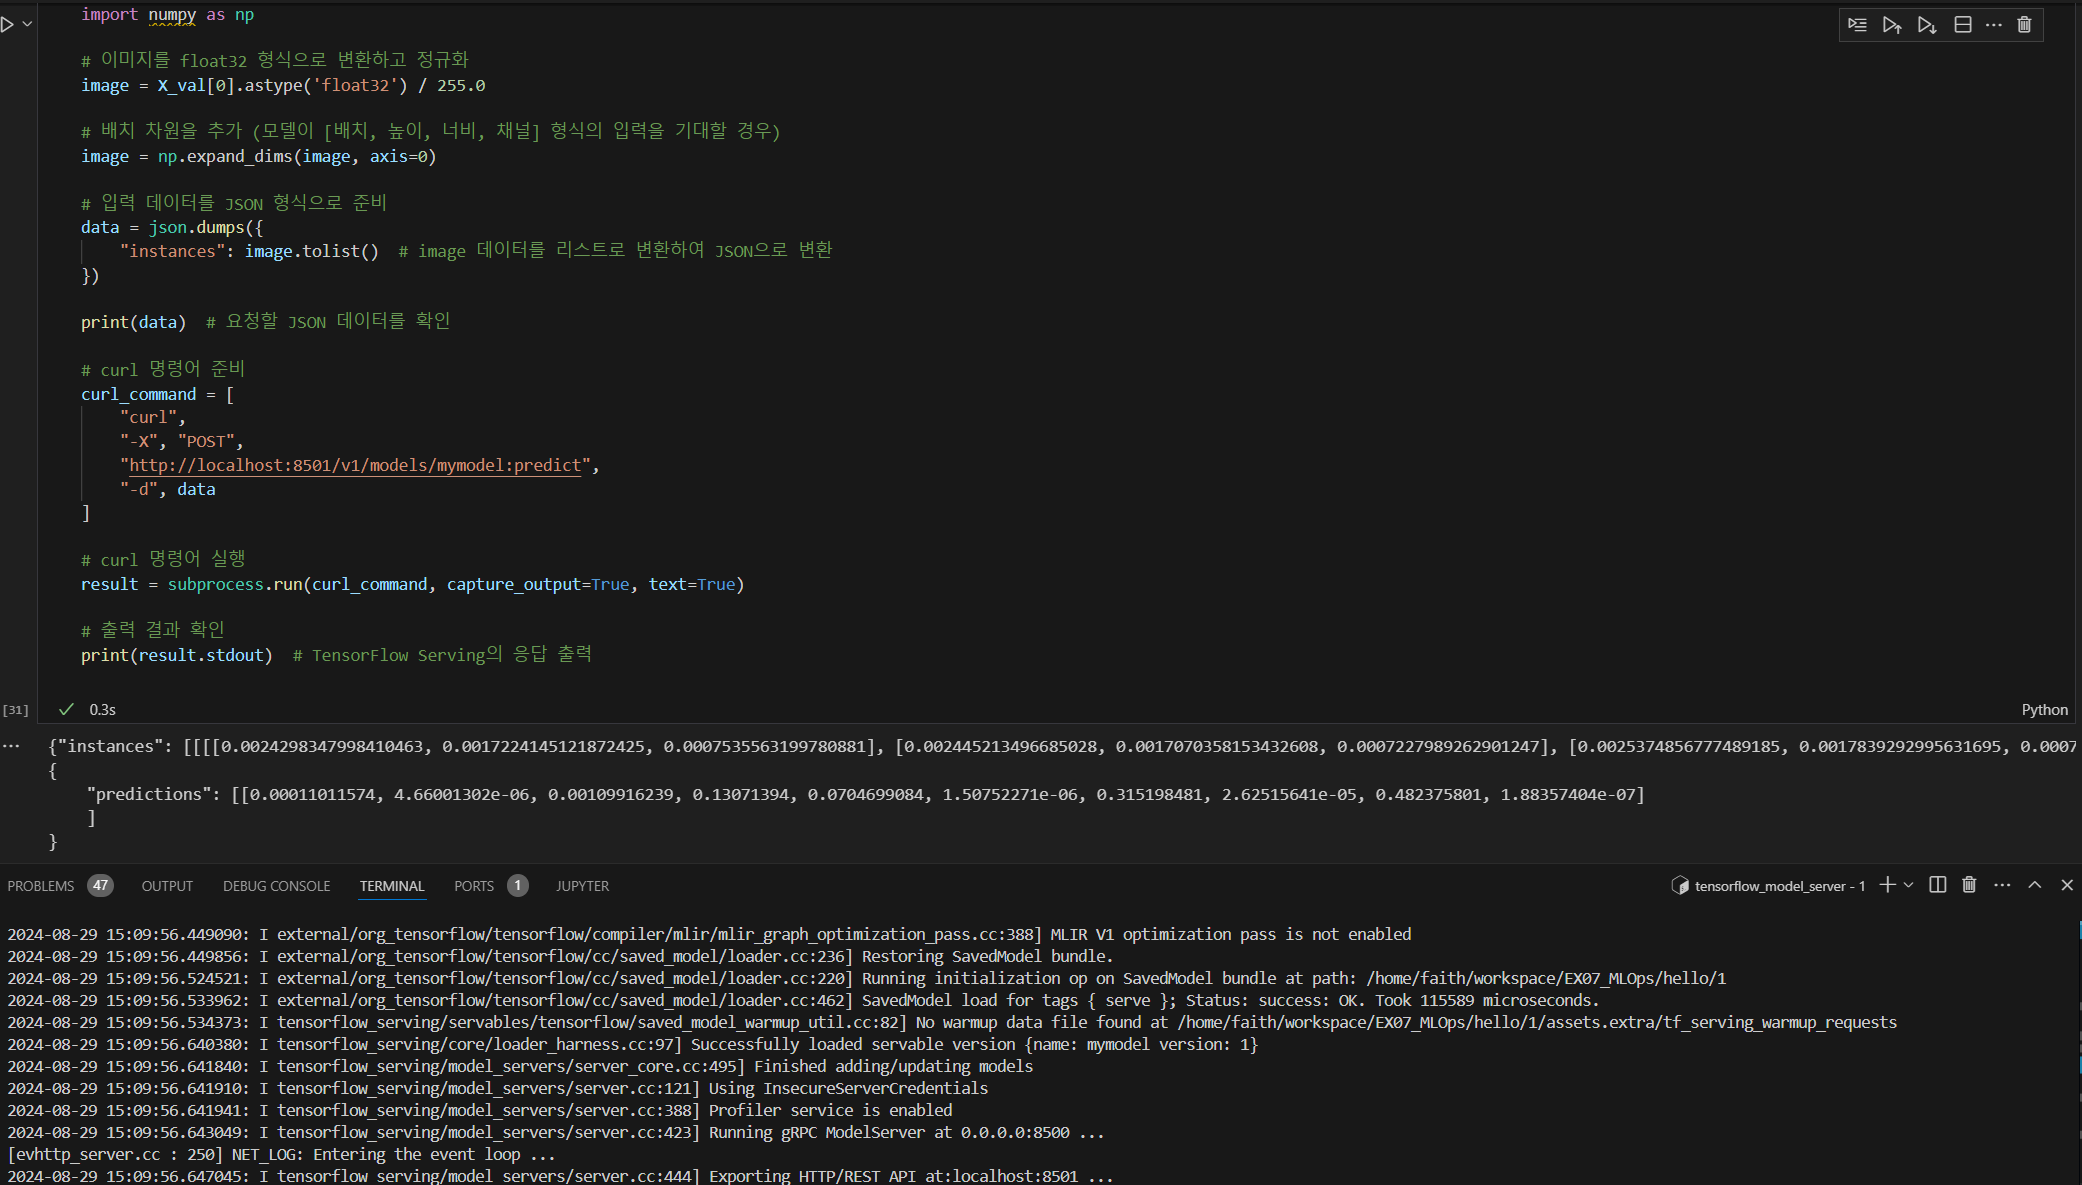 import numpy as np
# 이미지를 float32 형식으로 변환하고 정규화
image = X_val[0].astype('float32') / 255.0
# 배치 차원을 추가 (모델이 [배치, 높이, 너비, 채널] 형식의 입력을 기대할 경우)
image = np.expand_dims(image, axis=0)
# 입력 데이터를 JSON 형식으로 준비
data = json.dumps({
"instances": image.tolist()  # image 데이터를 리스트로 변환하여 JSON으로 변환
})
print(data)  # 요청할 JSON 데이터를 확인
# curl 명령어 준비
curl_command = [
"curl",
"-X", "POST",
"http://localhost:8501/v1/models/mymodel:predict",
"-d", data
]
# curl 명령어 실행
result = subprocess.run(curl_command, capture_output=True, text=True)
# 출력 결과 확인
print(result.stdout)  # TensorFlow Serving의 응답 출력
[31] 0.3s Python
{"instances": [[[[0.0024298347998410463, 0.0017224145121872425, 0.0007535563199780881], [0.002445213496685028, 0.0017070358153432608, 0.0007227989262901247], [0.0025374856777489185, 0.0017839292995631695, 0.0007
{
"predictions": [[0.00011011574, 4.66001302e-06, 0.00109916239, 0.13071394, 0.0704699084, 1.50752271e-06, 0.315198481, 2.62515641e-05, 0.482375801, 1.88357404e-07]
]
}
PROBLEMS 47 OUTPUT DEBUG CONSOLE TERMINAL PORTS 1 JUPYTER tensorflow_model_server - 1
2024-08-29 15:09:56.449090: I external/org_tensorflow/tensorflow/compiler/mlir/mlir_graph_optimization_pass.cc:388] MLIR V1 optimization pass is not enabled
2024-08-29 15:09:56.449856: I external/org_tensorflow/tensorflow/cc/saved_model/loader.cc:236] Restoring SavedModel bundle.
2024-08-29 15:09:56.524521: I external/org_tensorflow/tensorflow/cc/saved_model/loader.cc:220] Running initialization op on SavedModel bundle at path: /home/faith/workspace/EX07_MLOps/hello/1
2024-08-29 15:09:56.533962: I external/org_tensorflow/tensorflow/cc/saved_model/loader.cc:462] SavedModel load for tags { serve }; Status: success: OK. Took 115589 microseconds.
2024-08-29 15:09:56.534373: I tensorflow_serving/servables/tensorflow/saved_model_warmup_util.cc:82] No warmup data file found at /home/faith/workspace/EX07_MLOps/hello/1/assets.extra/tf_serving_warmup_requests
2024-08-29 15:09:56.640380: I tensorflow_serving/core/loader_harness.cc:97] Successfully loaded servable version {name: mymodel version: 1}
2024-08-29 15:09:56.641840: I tensorflow_serving/model_servers/server_core.cc:495] Finished adding/updating models
2024-08-29 15:09:56.641910: I tensorflow_serving/model_servers/server.cc:121] Using InsecureServerCredentials
2024-08-29 15:09:56.641941: I tensorflow_serving/model_servers/server.cc:388] Profiler service is enabled
2024-08-29 15:09:56.643049: I tensorflow_serving/model_servers/server.cc:423] Running gRPC ModelServer at 0.0.0.0:8500 ...
[evhttp_server.cc : 250] NET_LOG: Entering the event loop ...
2024-08-29 15:09:56.647045: I tensorflow_serving/model_servers/server.cc:444] Exporting HTTP/REST API at:localhost:8501 ...